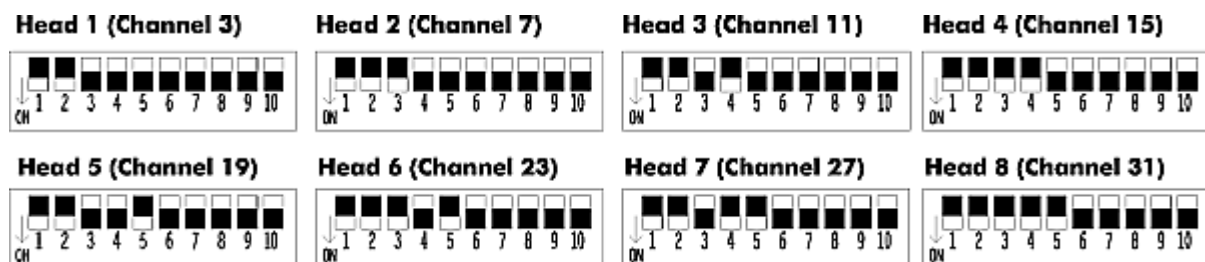 Head 1 (Channel 3) Head 2 (Channel 7) Head 3 (Channel 11) Head 4 (Channel 15)
1 2 3 4 5 6 7 8 9 10 1 2 3 4 5 6 7 8 9 10 1 2 3 4 5 6 7 8 9 10 1 2 3 4 5 6 7 8 9 10
ON ON ON ON
Head 5 (Channel 19) Head 6 (Channel 23) Head 7 (Channel 27) Head 8 (Channel 31)
1 2 3 4 5 6 7 8 9 10 1 2 3 4 5 6 7 8 9 10 1 2 3 4 5 6 7 8 9 10 1 2 3 4 5 6 7 8 9 10
ON ON ON ON